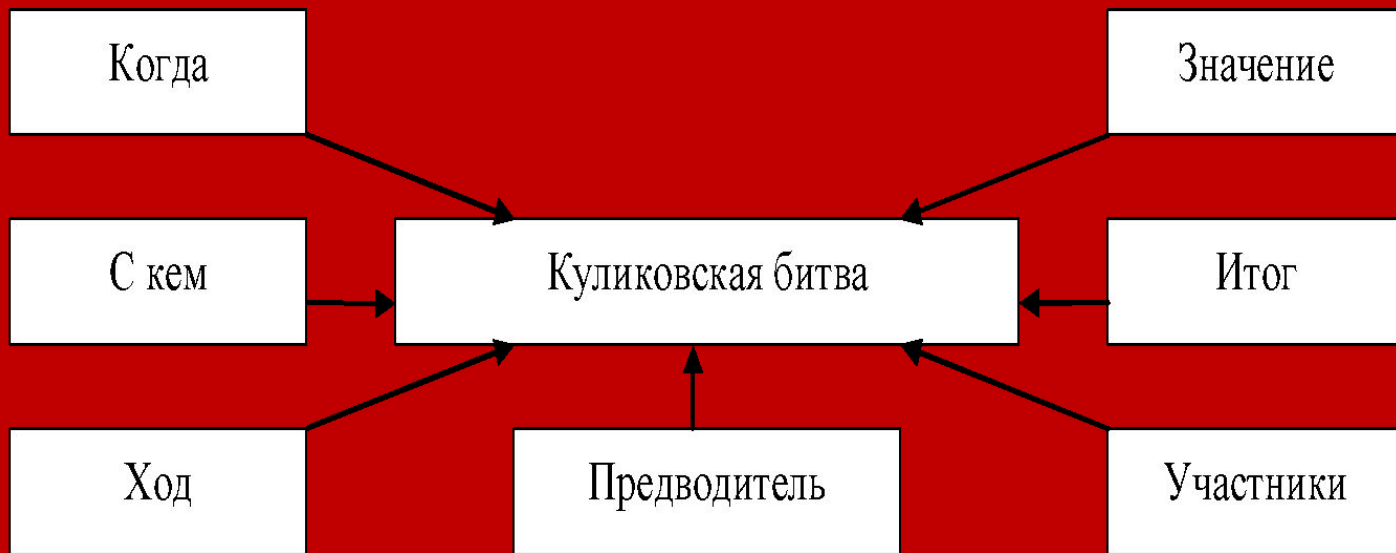 Когда
Значение
С кем
Куликовская битва
Итог
Ход
Предводитель
Участники